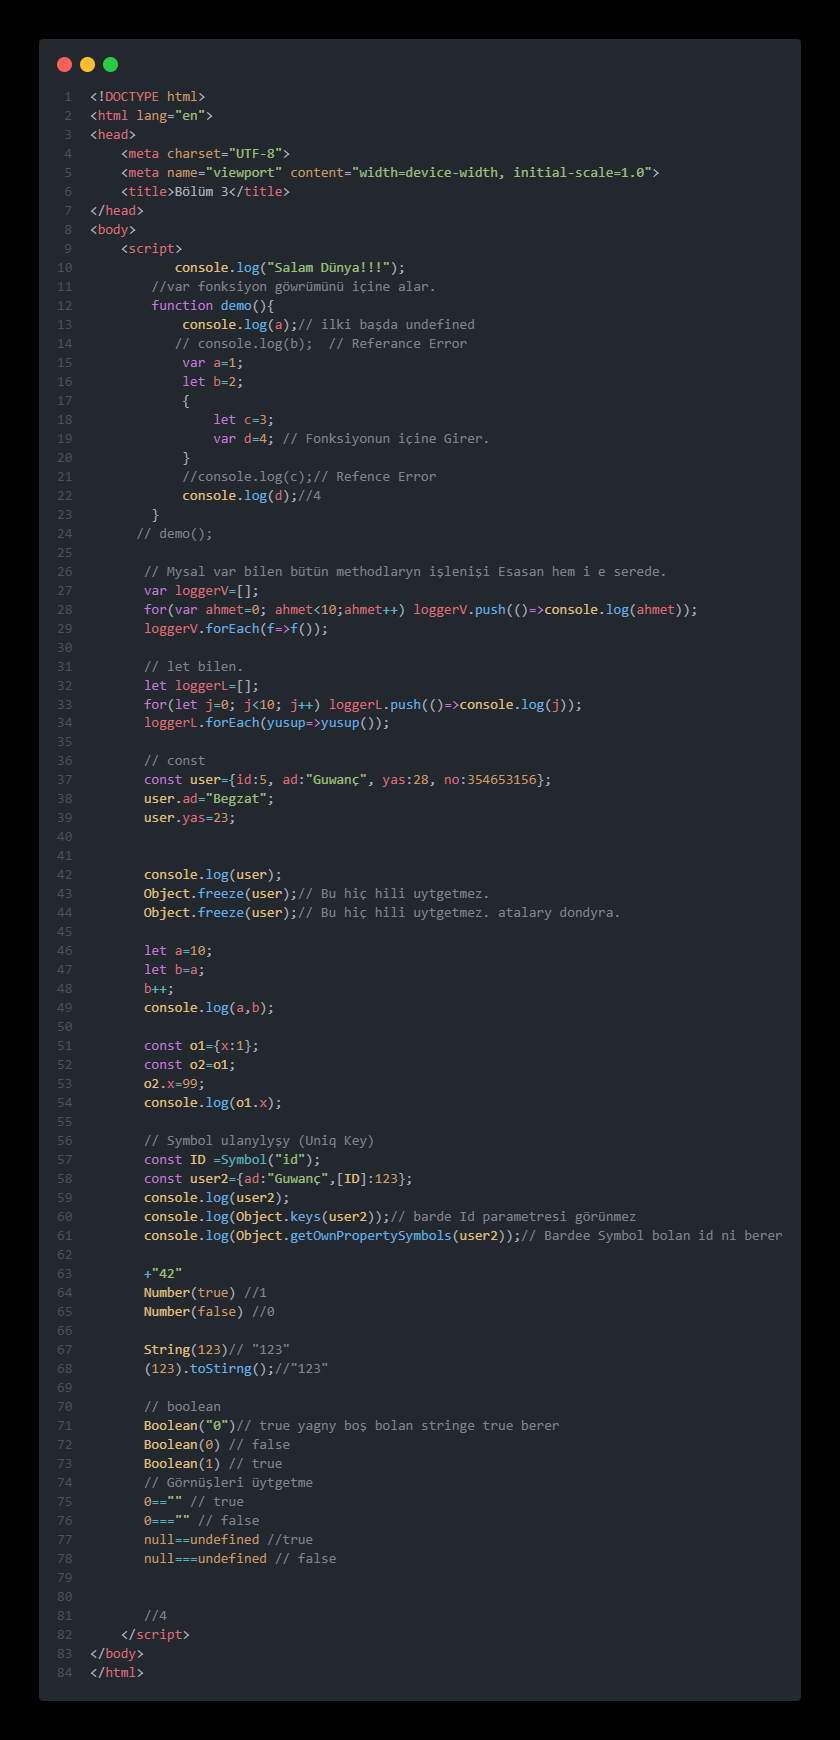 1 <!DOCTYPE html>
2 <html lang="en">
3 <head>
4     <meta charset="UTF-8">
5     <meta name="viewport" content="width=device-width, initial-scale=1.0">
6     <title>Bölüm 3</title>
7 </head>
8 <body>
9     <script>
10            console.log("Salam Dünya!!!");
11         //var fonksiyon göwrümünü içine alar.
12         function demo(){
13             console.log(a);// ilki başda undefined
14            // console.log(b);  // Referance Error
15             var a=1;
16             let b=2;
17             {
18                 let c=3;
19                 var d=4; // Fonksiyonun içine Girer.
20             }
21             //console.log(c);// Refence Error
22             console.log(d);//4
23         }
24       // demo();
25
26        // Mysal var bilen bütün methodlaryn işlenişi Esasan hem i e serede.
27        var loggerV=[];
28        for(var ahmet=0; ahmet<10;ahmet++) loggerV.push(()=>console.log(ahmet));
29        loggerV.forEach(f=>f());
30
31        // let bilen.
32        let loggerL=[];
33        for(let j=0; j<10; j++) loggerL.push(()=>console.log(j));
34        loggerL.forEach(yusup=>yusup());
35
36        // const
37        const user={id:5, ad:"Guwanç", yas:28, no:354653156};
38        user.ad="Begzat";
39        user.yas=23;
40
41
42        console.log(user);
43        Object.freeze(user);// Bu hiç hili uytgetmez.
44        Object.freeze(user);// Bu hiç hili uytgetmez. atalary dondyra.
45
46        let a=10;
47        let b=a;
48        b++;
49        console.log(a,b);
50
51        const o1={x:1};
52        const o2=o1;
53        o2.x=99;
54        console.log(o1.x);
55
56        // Symbol ulanylyşy (Uniq Key)
57        const ID =Symbol("id");
58        const user2={ad:"Guwanç",[ID]:123};
59        console.log(user2);
60        console.log(Object.keys(user2));// barde Id parametresi görünmez
61        console.log(Object.getOwnPropertySymbols(user2));// Bardee Symbol bolan id ni berer
62
63        +"42"
64        Number(true) //1
65        Number(false) //0
66
67        String(123)// "123"
68        (123).toStirng();//"123"
69
70        // boolean
71        Boolean("0")// true yagny boş bolan stringe true berer
72        Boolean(0) // false
73        Boolean(1) // true
74        // Görnüşleri üytgetme
75        0=="" // true
76        0==="" // false
77        null==undefined //true
78        null===undefined // false
79
80
81        //4
82     </script>
83 </body>
84 </html>